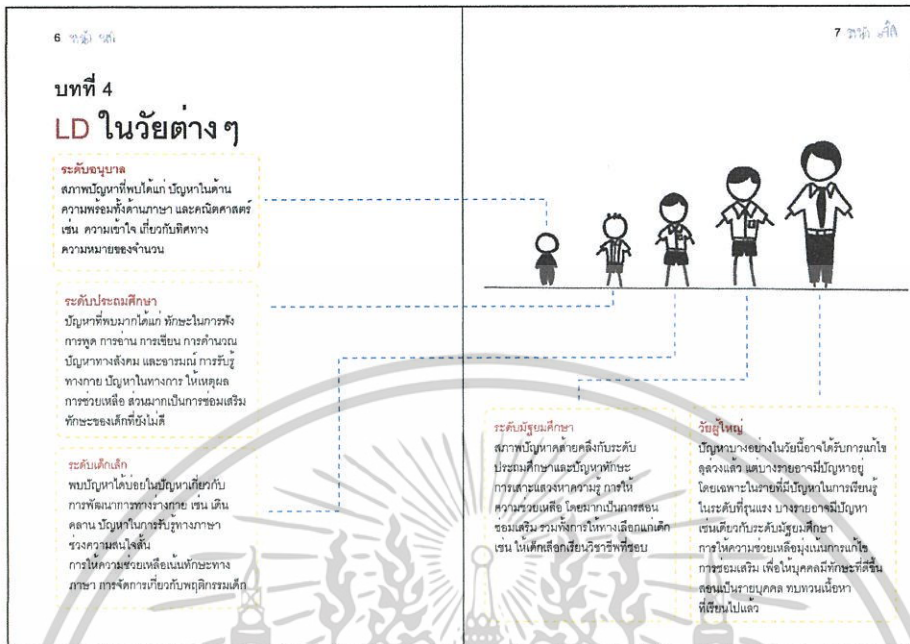 6
บทที่ 4
LD ในวัยต่าง ๆ
ระดับอนุบาล
สภาพปัญหาที่พบได้แก่ ปัญหาในด้าน
ความพร้อมทั้งด้านภาษา และคณิตศาสตร์
เช่น ความเข้าใจ เกี่ยวกับทิศทาง
ความหมายของจำนวน
ระดับประถมศึกษา
ปัญหาที่พบมากได้แก่ ทักษะในการฟัง
การพูด การอ่าน การเขียน การคำนวณ
ปัญหาทางสังคม และอารมณ์ การรับรู้
ทางกาย ปัญหาในทางการ ให้เหตุผล
การช่วยเหลือ ส่วนมากเป็นการซ่อมเสริม
ทักษะของเด็กที่ยังไม่ดี
ระดับเด็กเล็ก
พบปัญหาได้บ่อยในปัญหาเกี่ยวกับ
การพัฒนาการทางร่างกาย เช่น เดิน
คลาน ปัญหาในการรับรู้ทางภาษา
ช่วงความสนใจสั้น
การให้ความช่วยเหลือเน้นทักษะทาง
ภาษา การจัดการเกี่ยวกับพฤติกรรมเด็ก
7
ระดับมัธยมศึกษา
สภาพปัญหาคล้ายคลึงกับระดับ
ประถมศึกษาและปัญหาทักษะ
การเสาะแสวงหาความรู้ การให้
ความช่วยเหลือ โดยมากเป็นการสอน
ซ่อมเสริม รวมทั้งการให้ทางเลือกแก่เด็ก
เช่น ให้เด็กเลือกเรียนวิชาชีพที่ชอบ
วัยผู้ใหญ่
ปัญหาบางอย่างในวัยนี้อาจได้รับการแก้ไข
ลุล่วงแล้ว แต่บางรายอาจมีปัญหาอยู่
โดยเฉพาะในรายที่มีปัญหาในการเรียนรู้
ในระดับที่รุนแรง บางรายอาจมีปัญหา
เช่นเดียวกับระดับมัธยมศึกษา
การให้ความช่วยเหลือมุ่งเน้นการแก้ไข
การซ่อมเสริม เพื่อให้บุคคลมีทักษะที่ดีขึ้น
สอนเป็นรายบุคคล ทบทวนเนื้อหา
ที่เรียนไปแล้ว